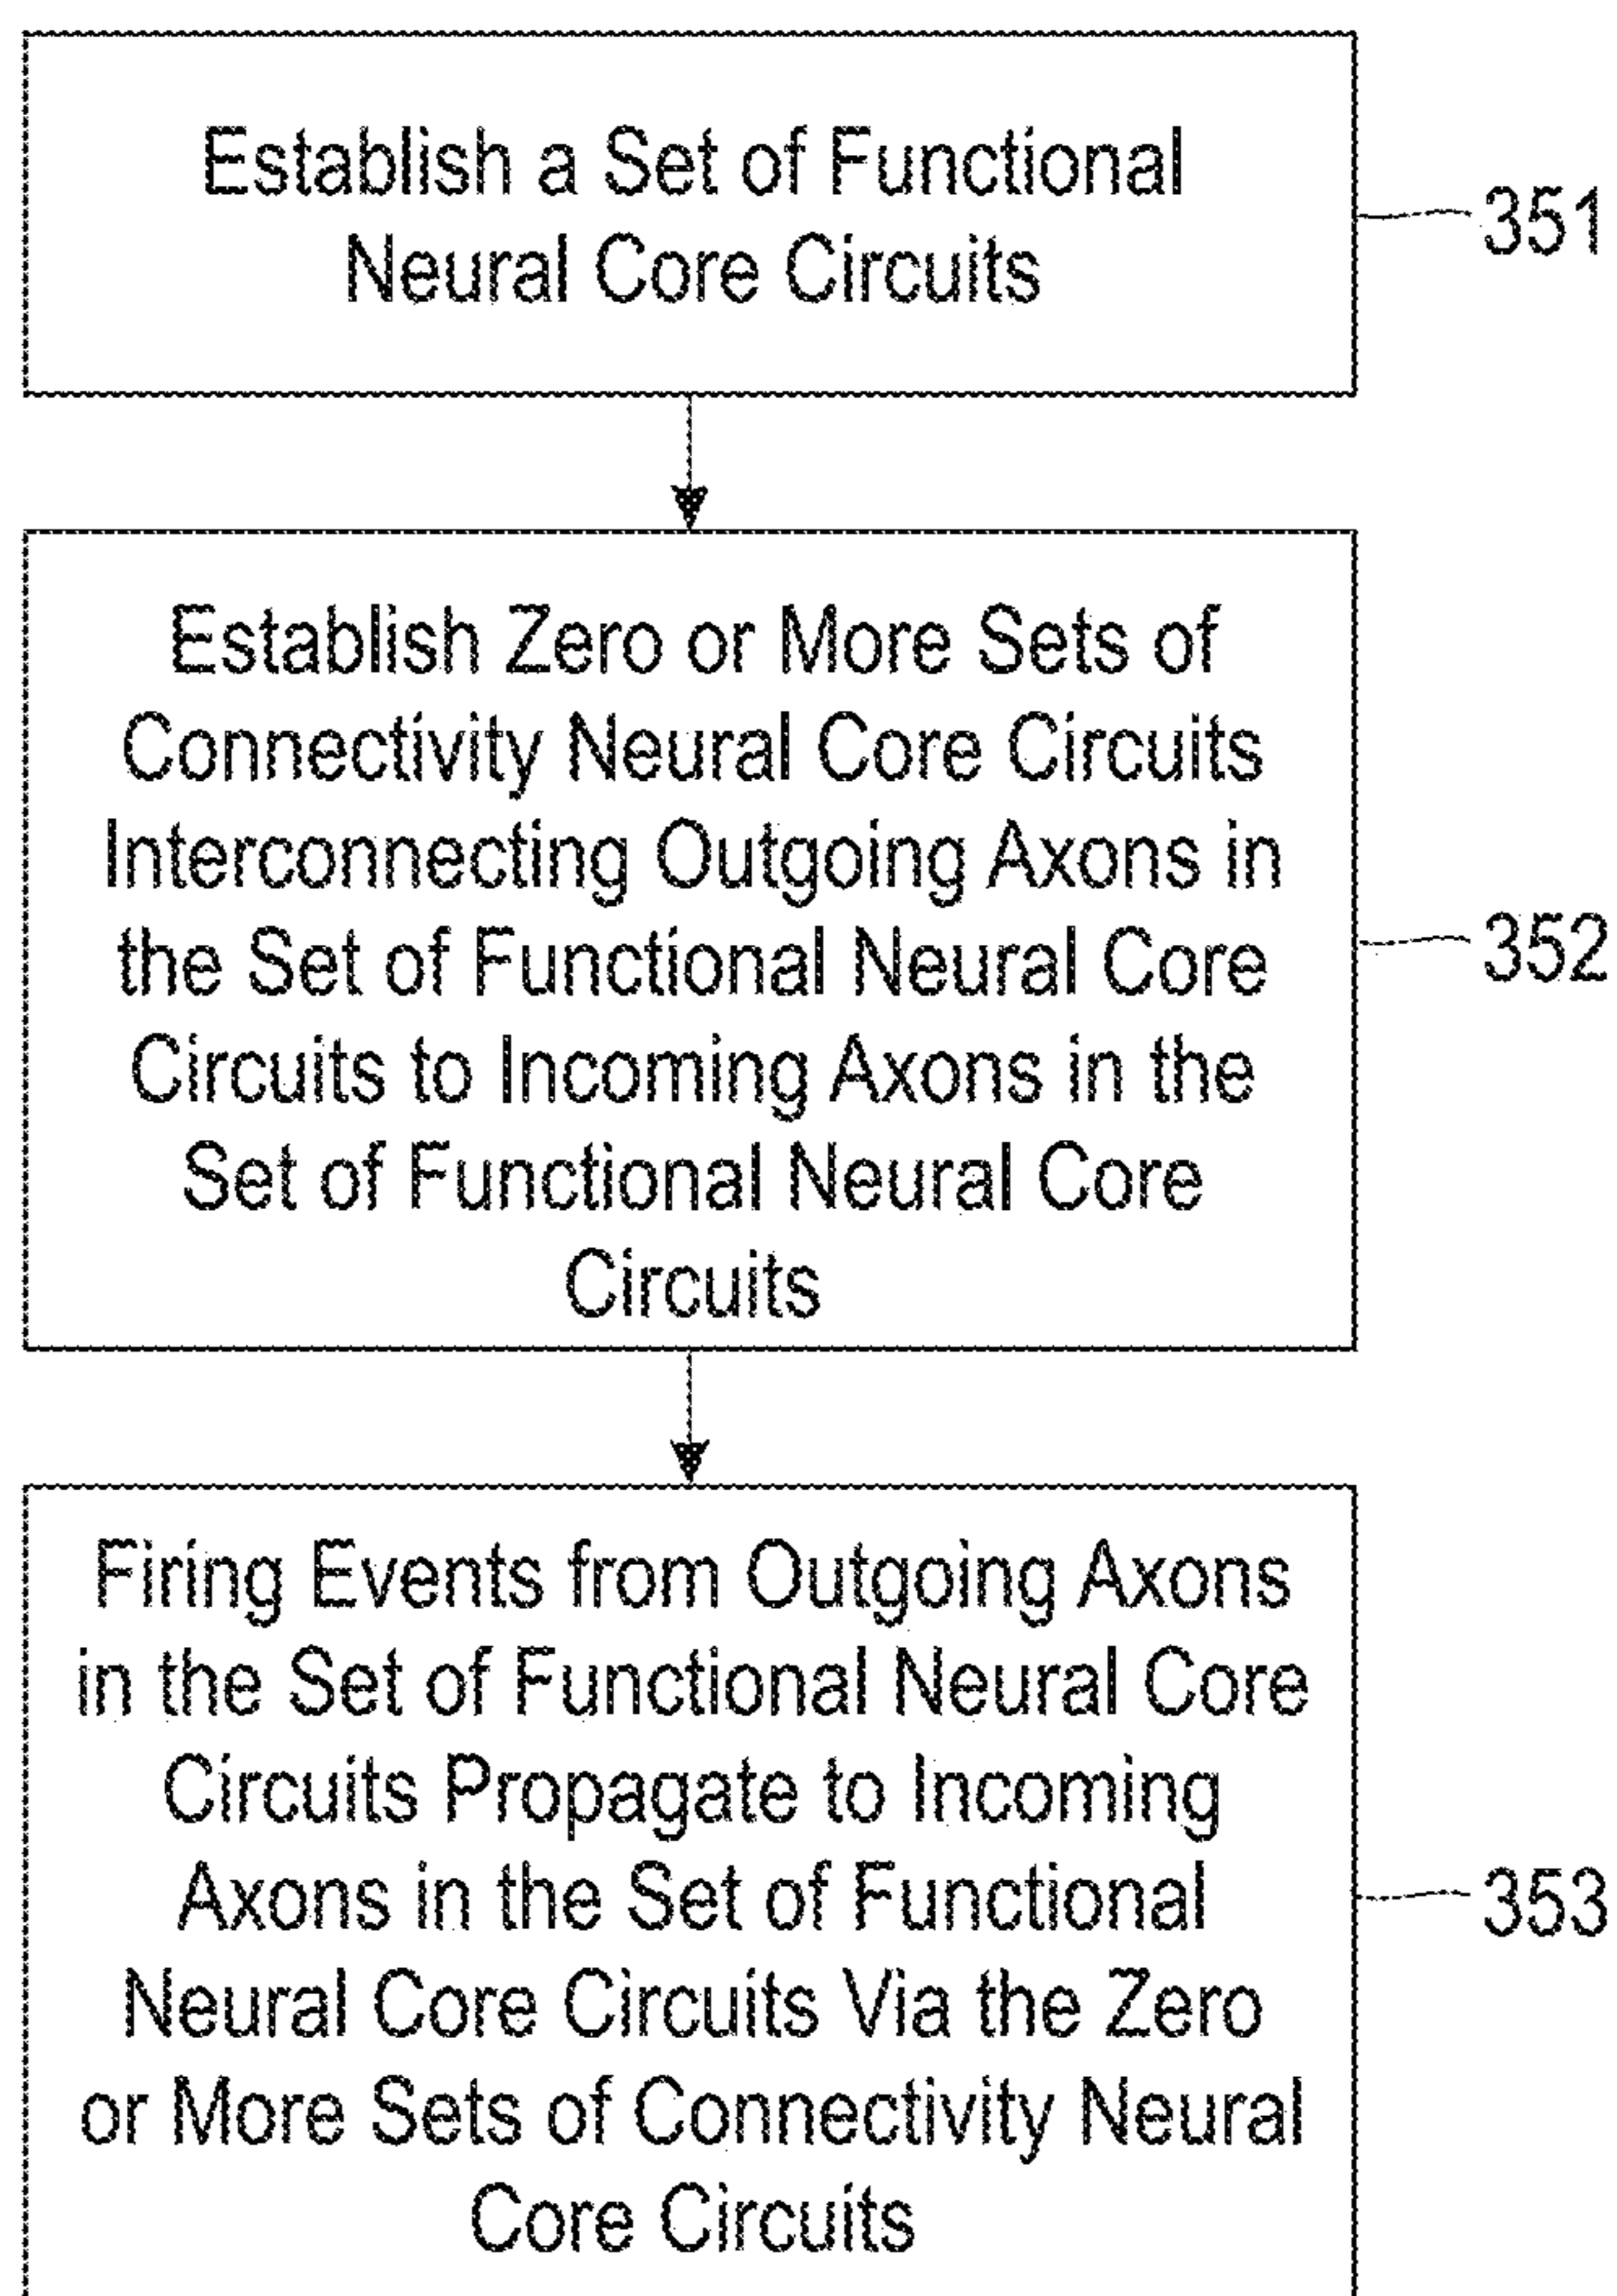 Establish a Set of Functional
Neural Core Circuits
351
Establish Zero or More Sets of
Connectivity Neural Core Circuits
Interconnecting Outgoing Axons in
the Set of Functional Neural Core
Circuits to Incoming Axons in the
Set of Functional Neural Core
Circuits
352
Firing Events from Outgoing Axons
in the Set of Functional Neural Core
Circuits Propagate to Incoming
Axons in the Set of Functional
Neural Core Circuits Via the Zero
or More Sets of Connectivity Neural
Core Circuits
353